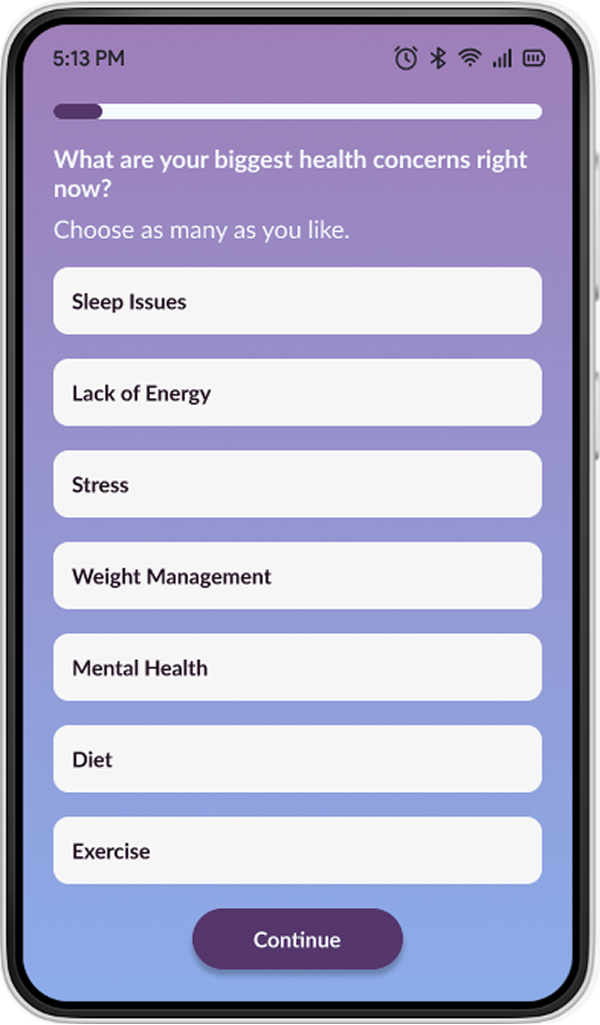 5:13 PM
What are your biggest health concerns right
now?
Choose as many as you like.
Sleep Issues
Lack of Energy
Stress
Weight Management
Mental Health
Diet
Exercise
Continue